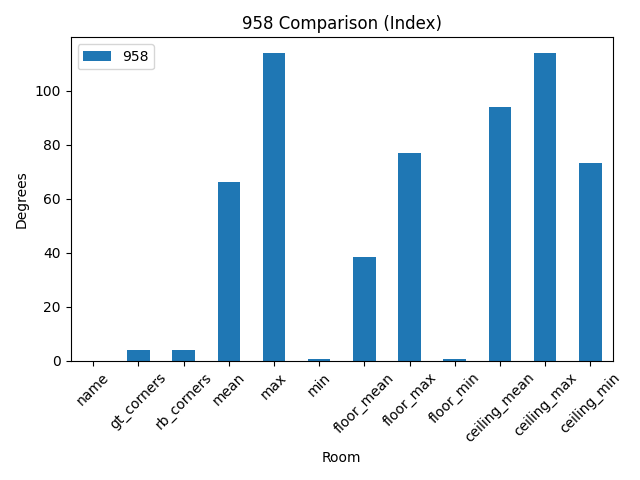 958 Comparison (Index)
958
Degrees
100
80
60
40
20
0
name
gt_corners
rb_corners
mean
max
min
floor_mean
floor_max
floor_min
ceiling_mean
ceiling_max
ceiling_min
Room